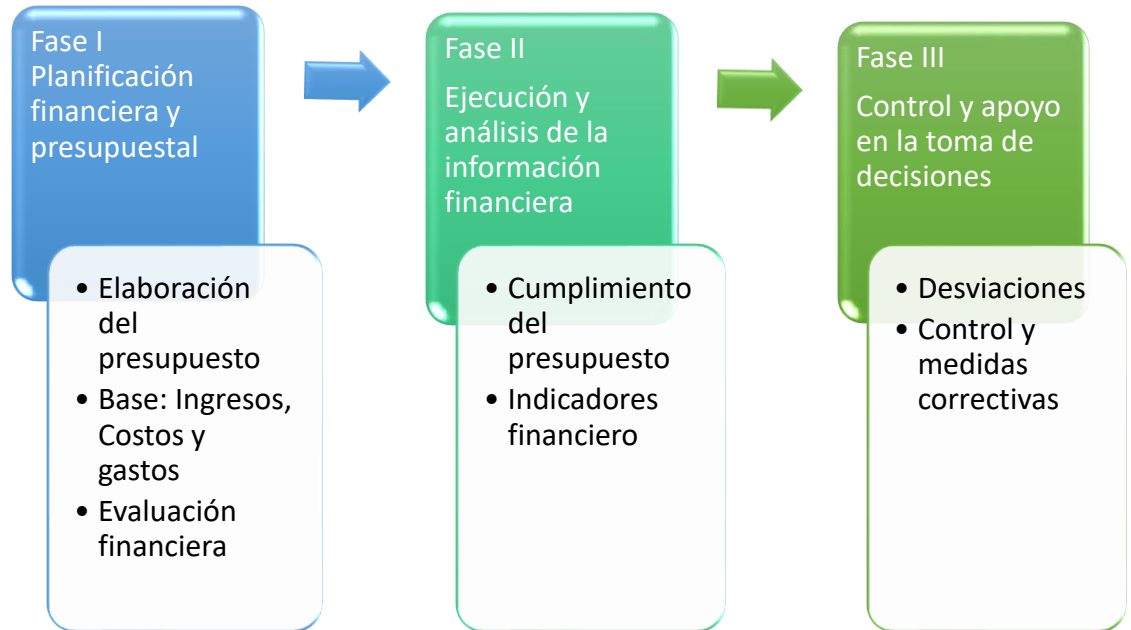 Fase I
Planificación
financiera y
presupuestal
• Elaboración
del
presupuesto
• Base: Ingresos,
Costos y
gastos
• Evaluación
financiera
Fase II
Ejecución y
análisis de la
información
financiera
• Cumplimiento
del
presupuesto
• Indicadores
financiero
Fase III
Control y apoyo
en la toma de
decisiones
• Desviaciones
• Control y
medidas
correctivas